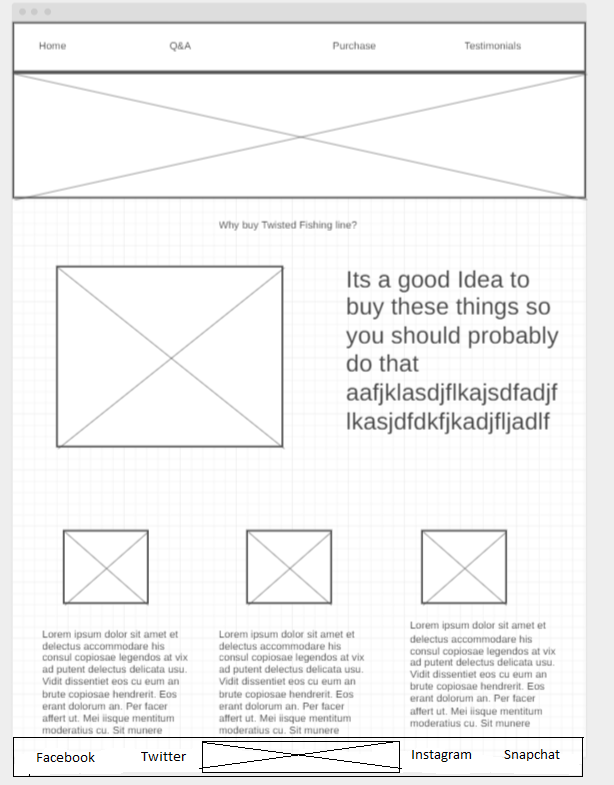 Home Q&A Purchase Testimonials
Why buy Twisted Fishing line?
Its a good Idea to
buy these things so
you should probably
do that
aafjklasdjflkajsdfadjf
lkasjdfdkfjkadjfljadlf
Lorem ipsum dolor sit amet et
delectus accommodare his
consul copiosae legendos at vix
ad putent delectus delicata usu.
Vidit dissentiet eos cu eum an
brute copiosae hendrerit. Eos
erant dolorum an. Per facer
affert ut. Mei iisque mentitum
moderatius cu. Sit munere
Lorem ipsum dolor sit amet et
delectus accommodare his
consul copiosae legendos at vix
ad putent delectus delicata usu.
Vidit dissentiet eos cu eum an
brute copiosae hendrerit. Eos
erant dolorum an. Per facer
affert ut. Mei iisque mentitum
moderatius cu. Sit munere
Lorem ipsum dolor sit amet et
delectus accommodare his
consul copiosae legendos at vix
ad putent delectus delicata usu.
Vidit dissentiet eos cu eum an
brute copiosae hendrerit. Eos
erant dolorum an. Per facer
affert ut. Mei iisque mentitum
moderatius cu. Sit munere
Facebook Twitter Instagram Snapchat